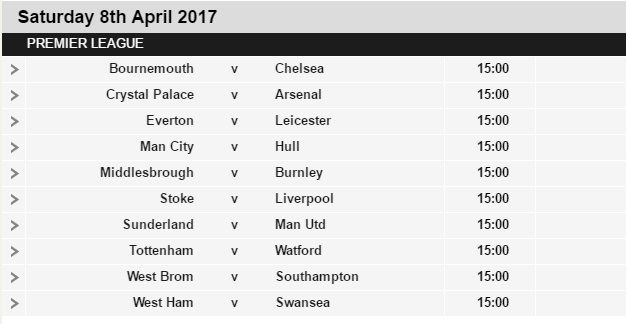 Saturday 8th April 2017
PREMIER LEAGUE
> Bournemouth v Chelsea 15:00
> Crystal Palace v Arsenal 15:00
> Everton v Leicester 15:00
> Man City v Hull 15:00
> Middlesbrough v Burnley 15:00
> Stoke v Liverpool 15:00
> Sunderland v Man Utd 15:00
> Tottenham v Watford 15:00
> West Brom v Southampton 15:00
> West Ham v Swansea 15:00